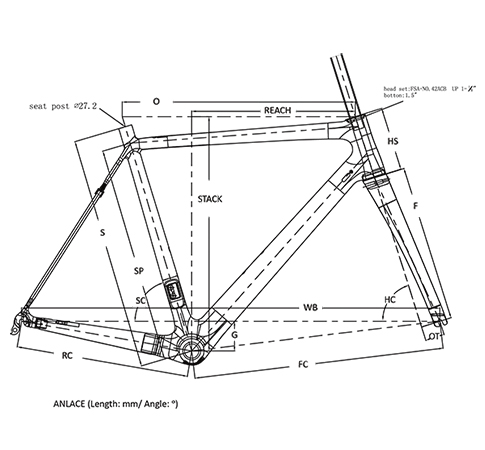 head set:FSA-NO.42ACB UP 1-⅛"
botton:1.5"
seat post ⌀27.2
O
REACH
HS
STACK
F
S
SP
SC
HC
WB
G
OT
RC
FC
ANLACE (Length: mm/ Angle: °)